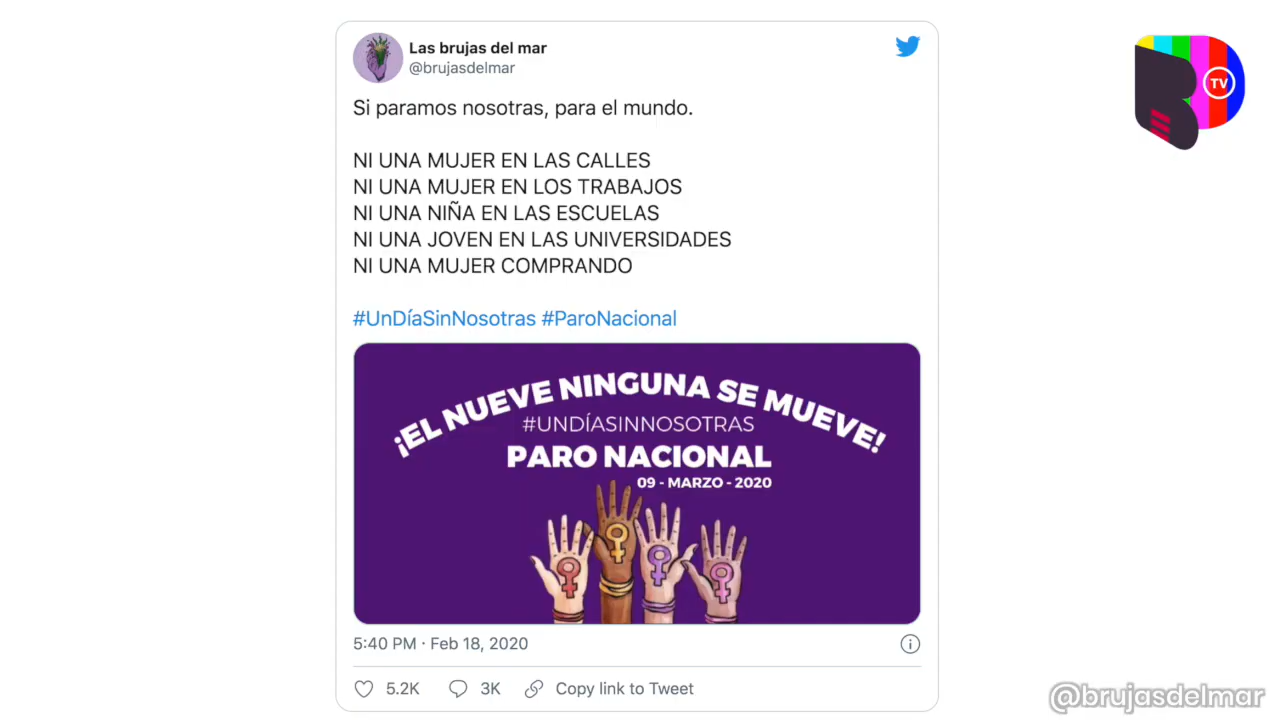 Las brujas del mar
@brujasdelmar
Si paramos nosotras, para el mundo.
NI UNA MUJER EN LAS CALLES
NI UNA MUJER EN LOS TRABAJOS
NI UNA NIÑA EN LAS ESCUELAS
NI UNA JOVEN EN LAS UNIVERSIDADES
NI UNA MUJER COMPRANDO
#UnDíaSinNosotras #ParoNacional
¡EL NUEVE NINGUNA SE MUEVE!
#UNDÍASINNOSOTRAS
PARO NACIONAL
09 - MARZO - 2020
5:40 PM · Feb 18, 2020
5.2K 3K Copy link to Tweet
TV
@brujasdelmar